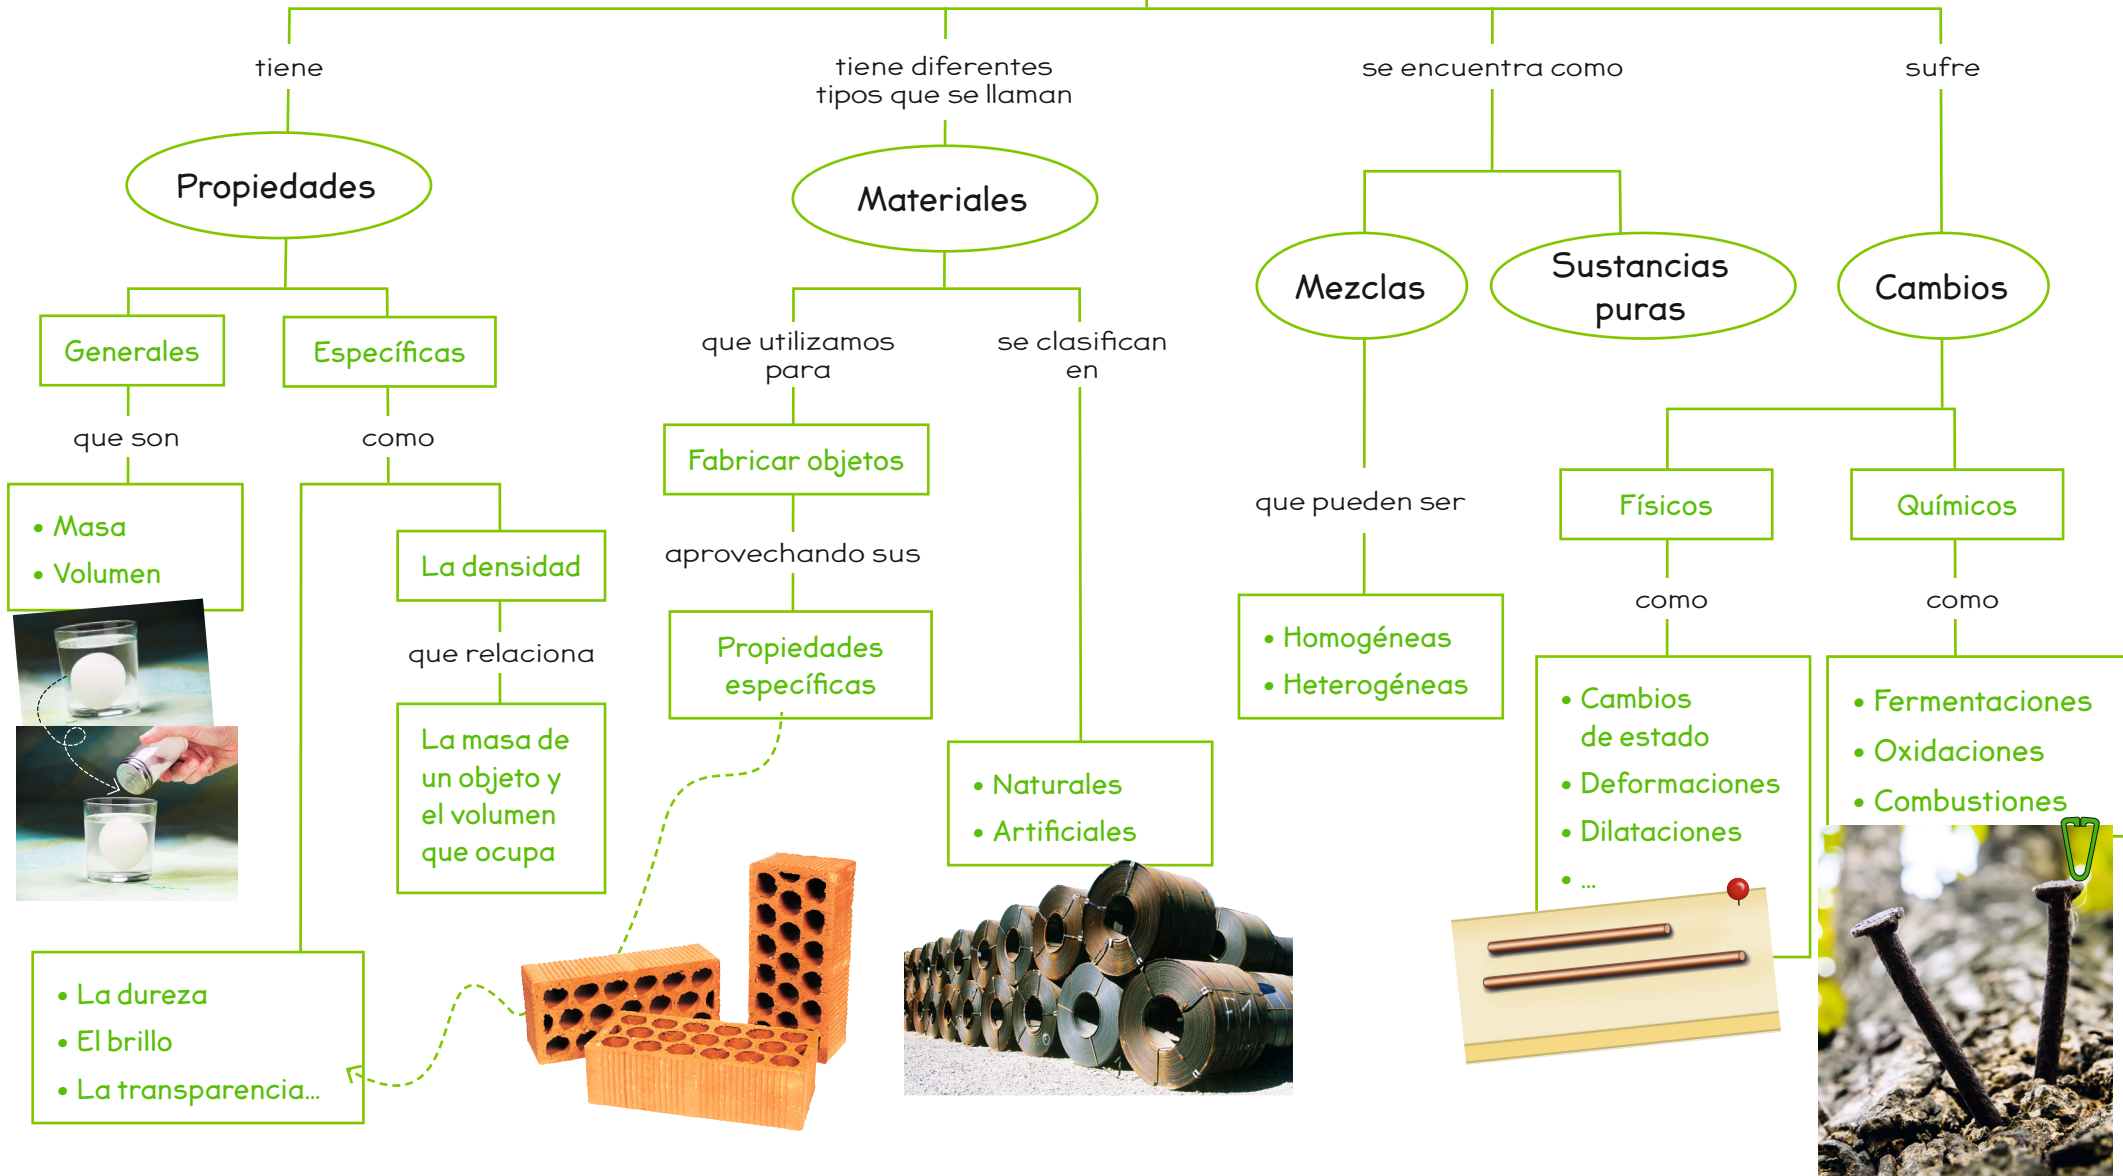 tiene
Propiedades
Generales
que son
• Masa
• Volumen
Específicas
como
La densidad
que relaciona
La masa de
un objeto y
el volumen
que ocupa
• La dureza
• El brillo
• La transparencia...
tiene diferentes
tipos que se llaman
Materiales
que utilizamos
para
Fabricar objetos
aprovechando sus
Propiedades
específicas
se clasifican
en
• Naturales
• Artificiales
se encuentra como
Mezclas
que pueden ser
• Homogéneas
• Heterogéneas
Sustancias
puras
sufre
Cambios
Físicos
como
• Cambios
de estado
• Deformaciones
• Dilataciones
• ...
Químicos
como
• Fermentaciones
• Oxidaciones
• Combustiones